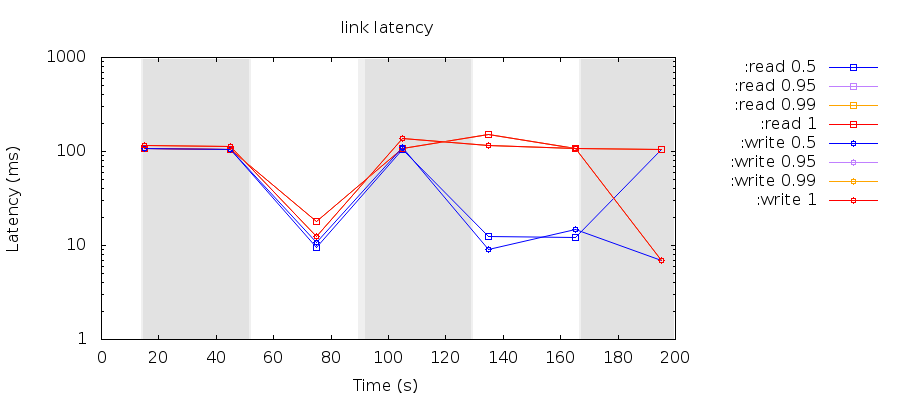 link latency
1000
100
10
1
Latency (ms)
0 20 40 60 80 100 120 140 160 180 200
Time (s)
:read 0.5
:read 0.95
:read 0.99
:read 1
:write 0.5
:write 0.95
:write 0.99
:write 1